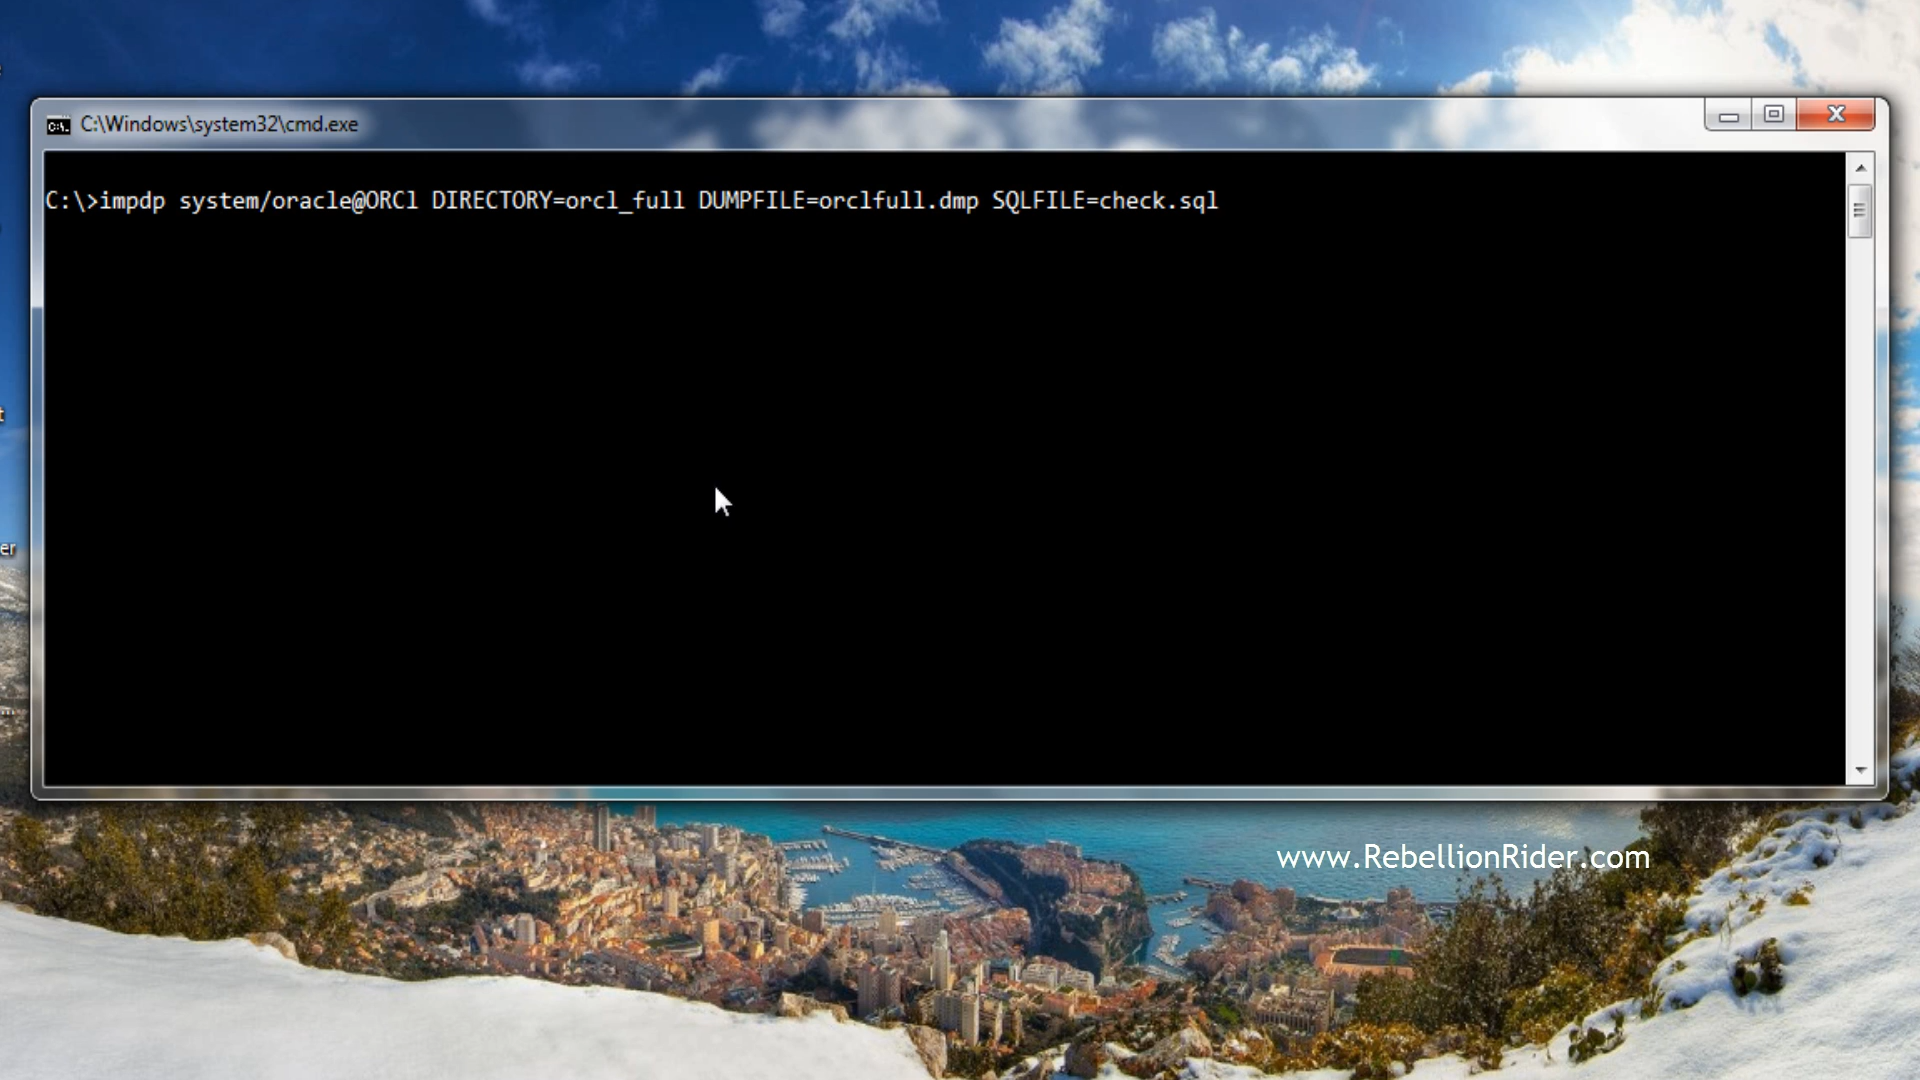 C:\Windows\system32\cmd.exe
C:\>impdp system/oracle@ORCl DIRECTORY=orcl_full DUMPFILE=orclfull.dmp SQLFILE=check.sql
t
er
www.RebellionRider.com